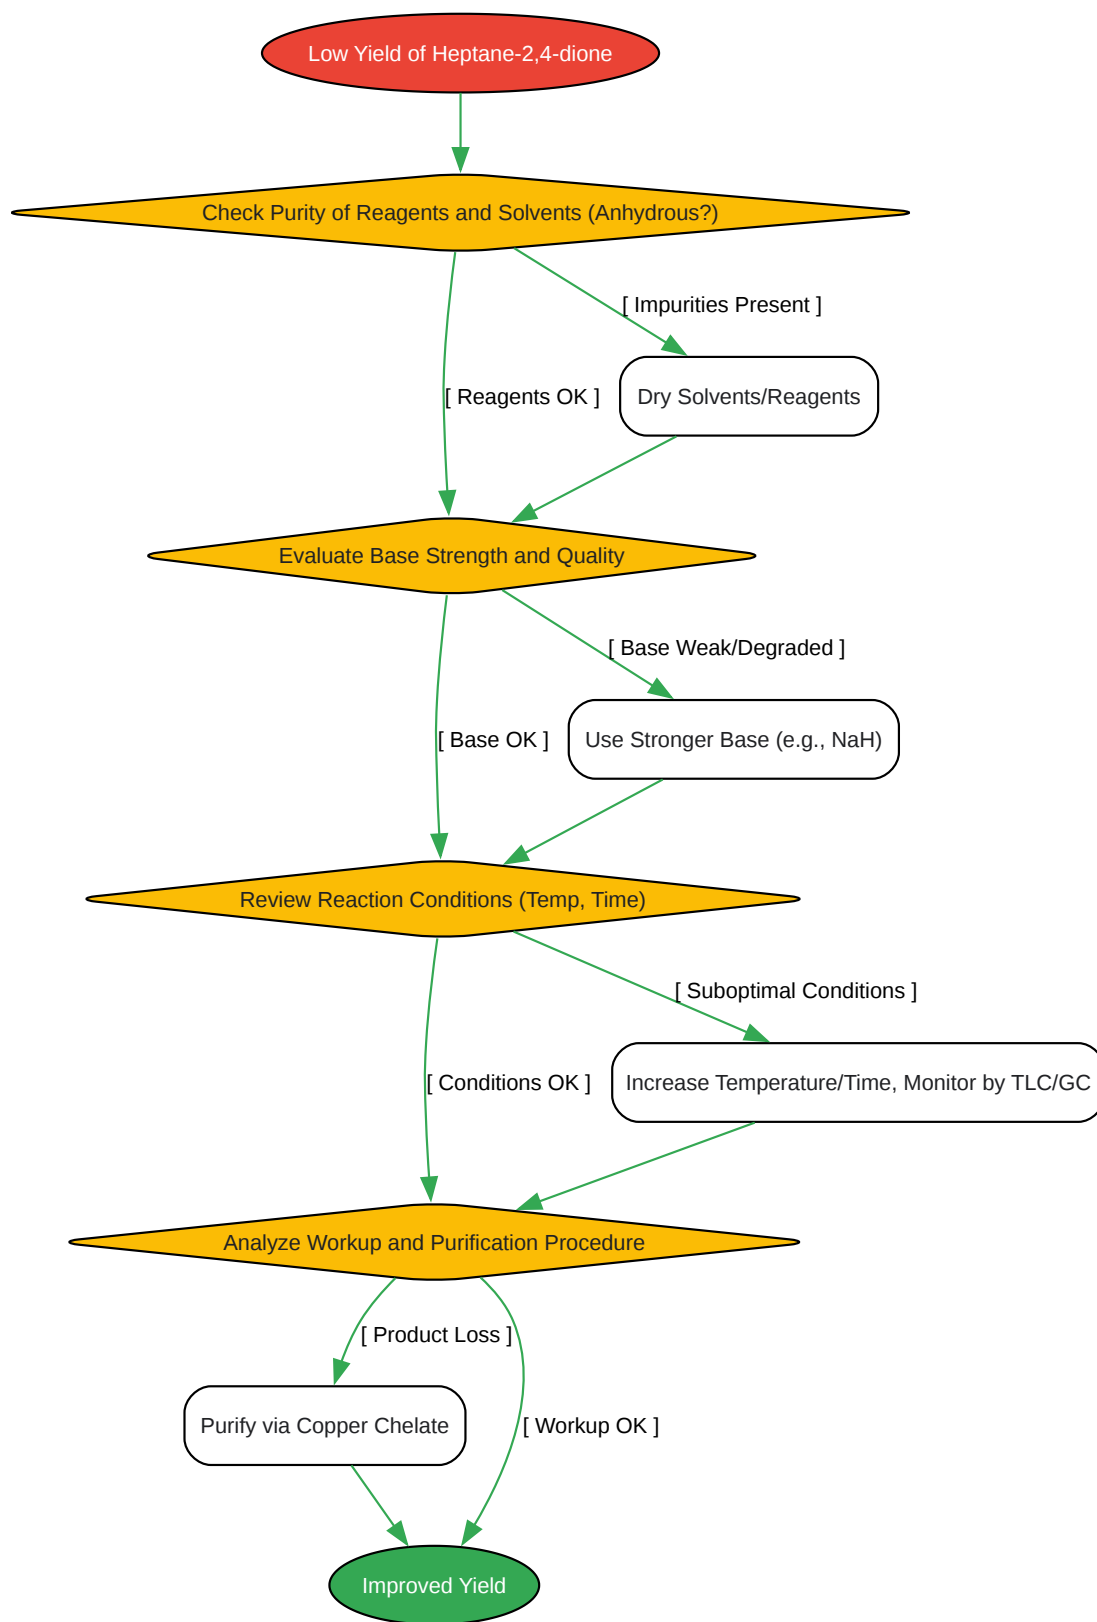 Low Yield of Heptane-2,4-dione
Check Purity of Reagents and Solvents (Anhydrous?)
[ Impurities Present ]
[ Reagents OK ]
Dry Solvents/Reagents
Evaluate Base Strength and Quality
[ Base Weak/Degraded ]
[ Base OK ]
Use Stronger Base (e.g., NaH)
Review Reaction Conditions (Temp, Time)
[ Suboptimal Conditions ]
[ Conditions OK ]
Increase Temperature/Time, Monitor by TLC/GC
Analyze Workup and Purification Procedure
[ Product Loss ]
Purify via Copper Chelate
[ Workup OK ]
Improved Yield